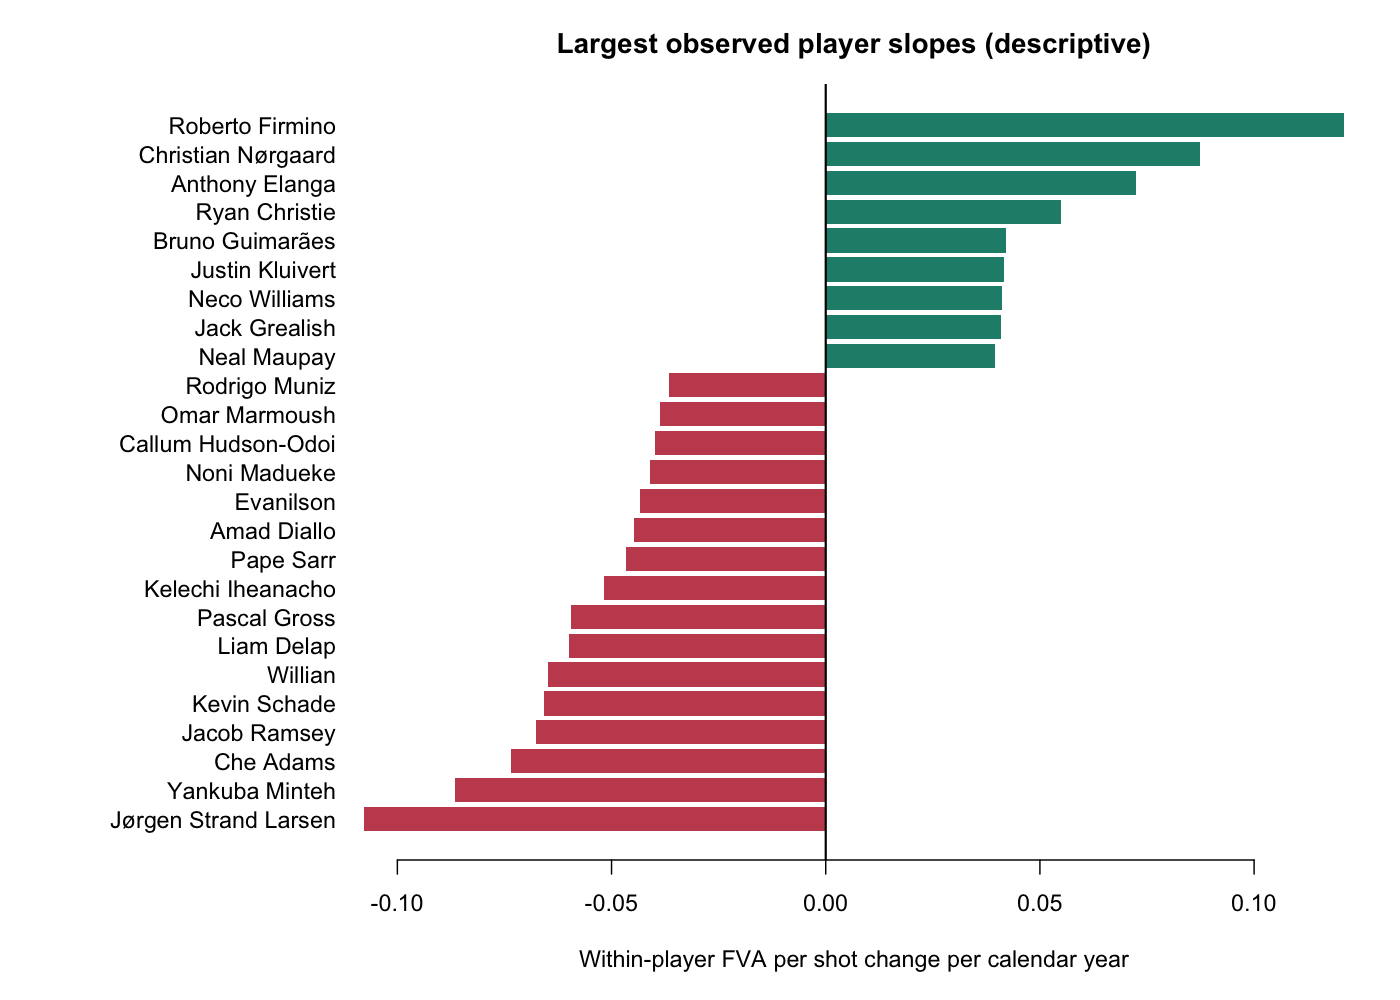 Largest observed player slopes (descriptive)
Roberto Firmino
Christian Nørgaard
Anthony Elanga
Ryan Christie
Bruno Guimarães
Justin Kluivert
Neco Williams
Jack Grealish
Neal Maupay
Rodrigo Muniz
Omar Marmoush
Callum Hudson-Odoi
Noni Madueke
Evanilson
Amad Diallo
Pape Sarr
Kelechi Iheanacho
Pascal Gross
Liam Delap
Willian
Kevin Schade
Jacob Ramsey
Che Adams
Yankuba Minteh
Jørgen Strand Larsen
-0.10 -0.05 0.00 0.05 0.10
Within-player FVA per shot change per calendar year